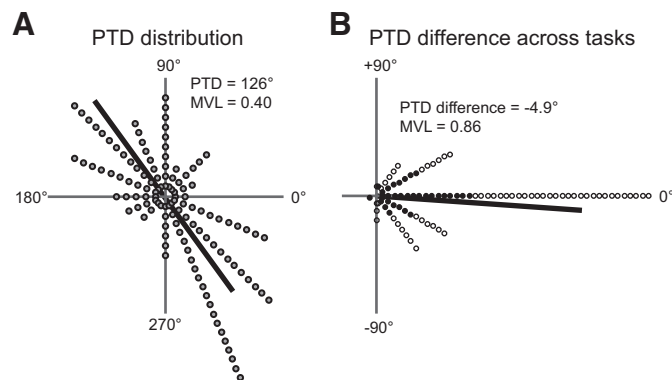 A
PTD distribution
90°
PTD = 126°
MVL = 0.40
180°
0°
270°
B
PTD difference across tasks
+90°
PTD difference = -4.9°
MVL = 0.86
0°
-90°